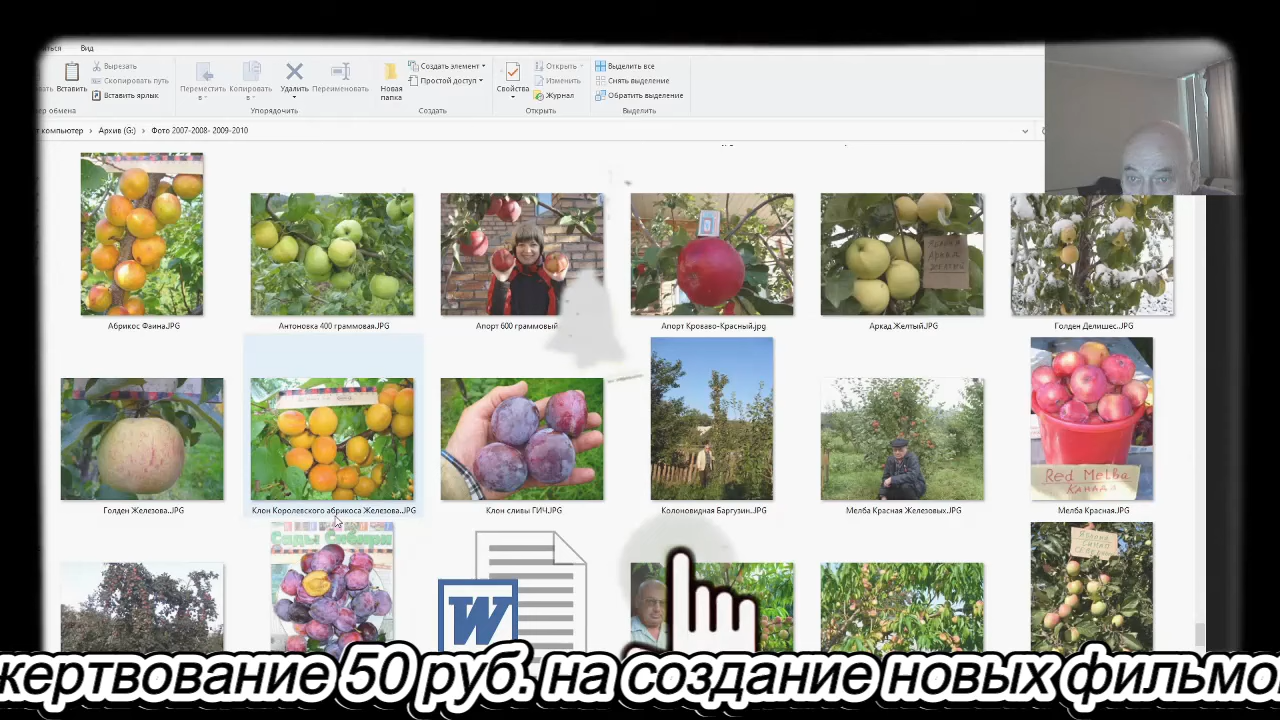 Вид
Вставить
Вырезать
Скопировать путь
Вставить ярлык
Переместить в
Копировать в
Удалить
Переименовать
Новая папка
Создать элемент
Простой доступ
Свойства
Открыть
Изменить
Журнал
Выделить все
Снять выделение
Обратить выделение
Упорядочить
Создать
Открыть
Выделить
компьютер > Архив (G:) > Фото 2007-2008- 2009-2010
Абрикос Фаина.JPG
Антоновка 400 граммовая.JPG
Апорт 600 граммовый
Апорт Кроваво-Красный.jpg
Аркад Желтый.JPG
Голден Делишес..JPG
Голден Железова.JPG
Клон Королевского абрикоса Железова..JPG
Клон сливы ГИЧ.JPG
Колоновидная Баргузин.JPG
Мелба Красная Железовых.JPG
Red Melba
КАНАДА
Мелба Красная.JPG
Сады Сибири
W
жертвование 50 руб. на создание новых фильмо